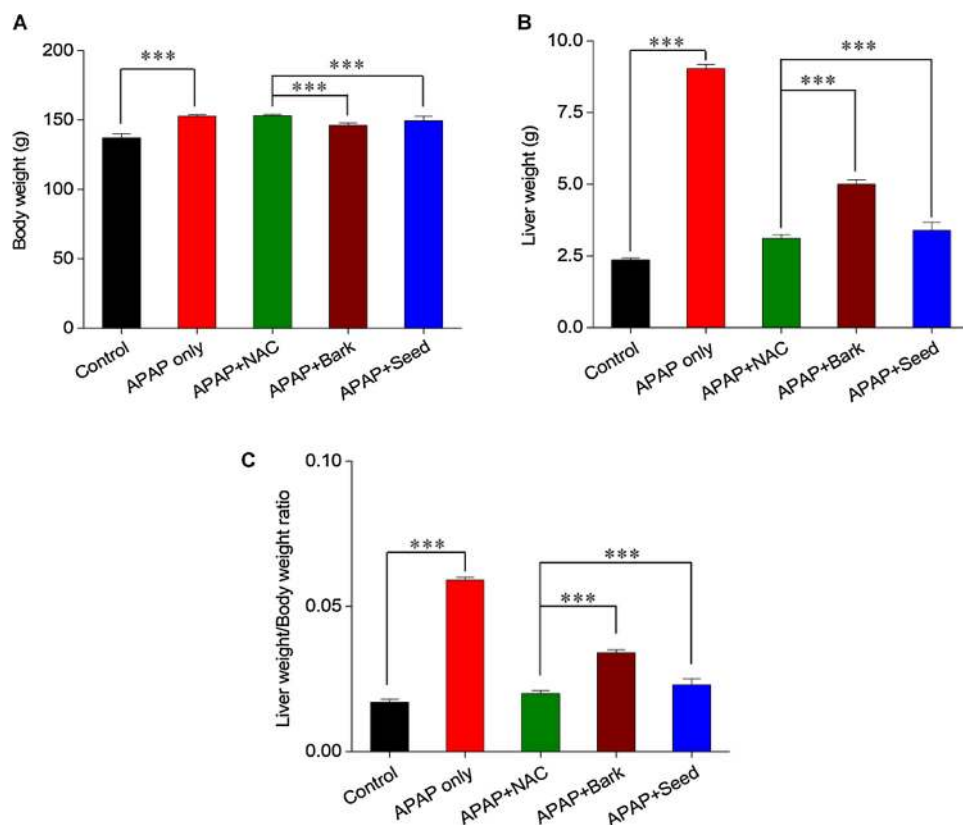 A
Body weight (g)
200
150
100
50
0
***
***
***
Control
APAP only
APAP+NAC
APAP+Bark
APAP+Seed
B
Liver weight (g)
10.0
7.5
5.0
2.5
0.0
***
***
***
Control
APAP only
APAP+NAC
APAP+Bark
APAP+Seed
C
Liver weight/Body weight ratio
0.10
0.05
0.00
***
***
***
Control
APAP only
APAP+NAC
APAP+Bark
APAP+Seed